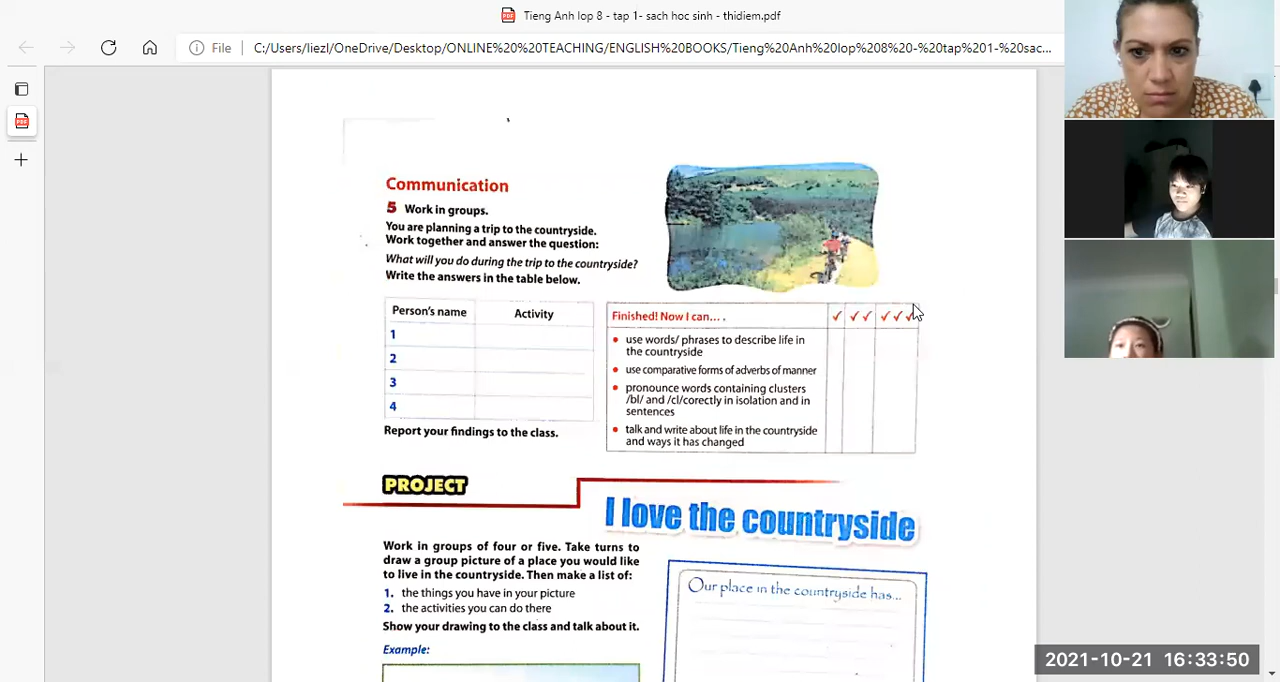 Tieng Anh lop 8 - tap 1- sach hoc sinh - thidiem.pdf
File
C:/Users/liezl/OneDrive/Desktop/ONLINE%20%20TEACHING/ENGLISH%20BOOKS/Tieng%20Anh%20lop%208%20-%20tap%201-%20sac...
Communication
5 Work in groups.
You are planning a trip to the countryside.
Work together and answer the question:
What will you do during the trip to the countryside?
Write the answers in the table below.
Person's name Activity
1
2
3
4
Report your findings to the class.
Finished! Now I can... . ✓ ✓✓ ✓✓✓
• use words/ phrases to describe life in
the countryside
• use comparative forms of adverbs of manner
• pronounce words containing clusters
/bl/ and /cl/corectly in isolation and in
sentences
• talk and write about life in the countryside
and ways it has changed
PROJECT
I love the countryside
Work in groups of four or five. Take turns to
draw a group picture of a place you would like
to live in the countryside. Then make a list of:
1. the things you have in your picture
2. the activities you can do there
Show your drawing to the class and talk about it.
Example:
Our place in the countryside has...
2021-10-21 16:33:50